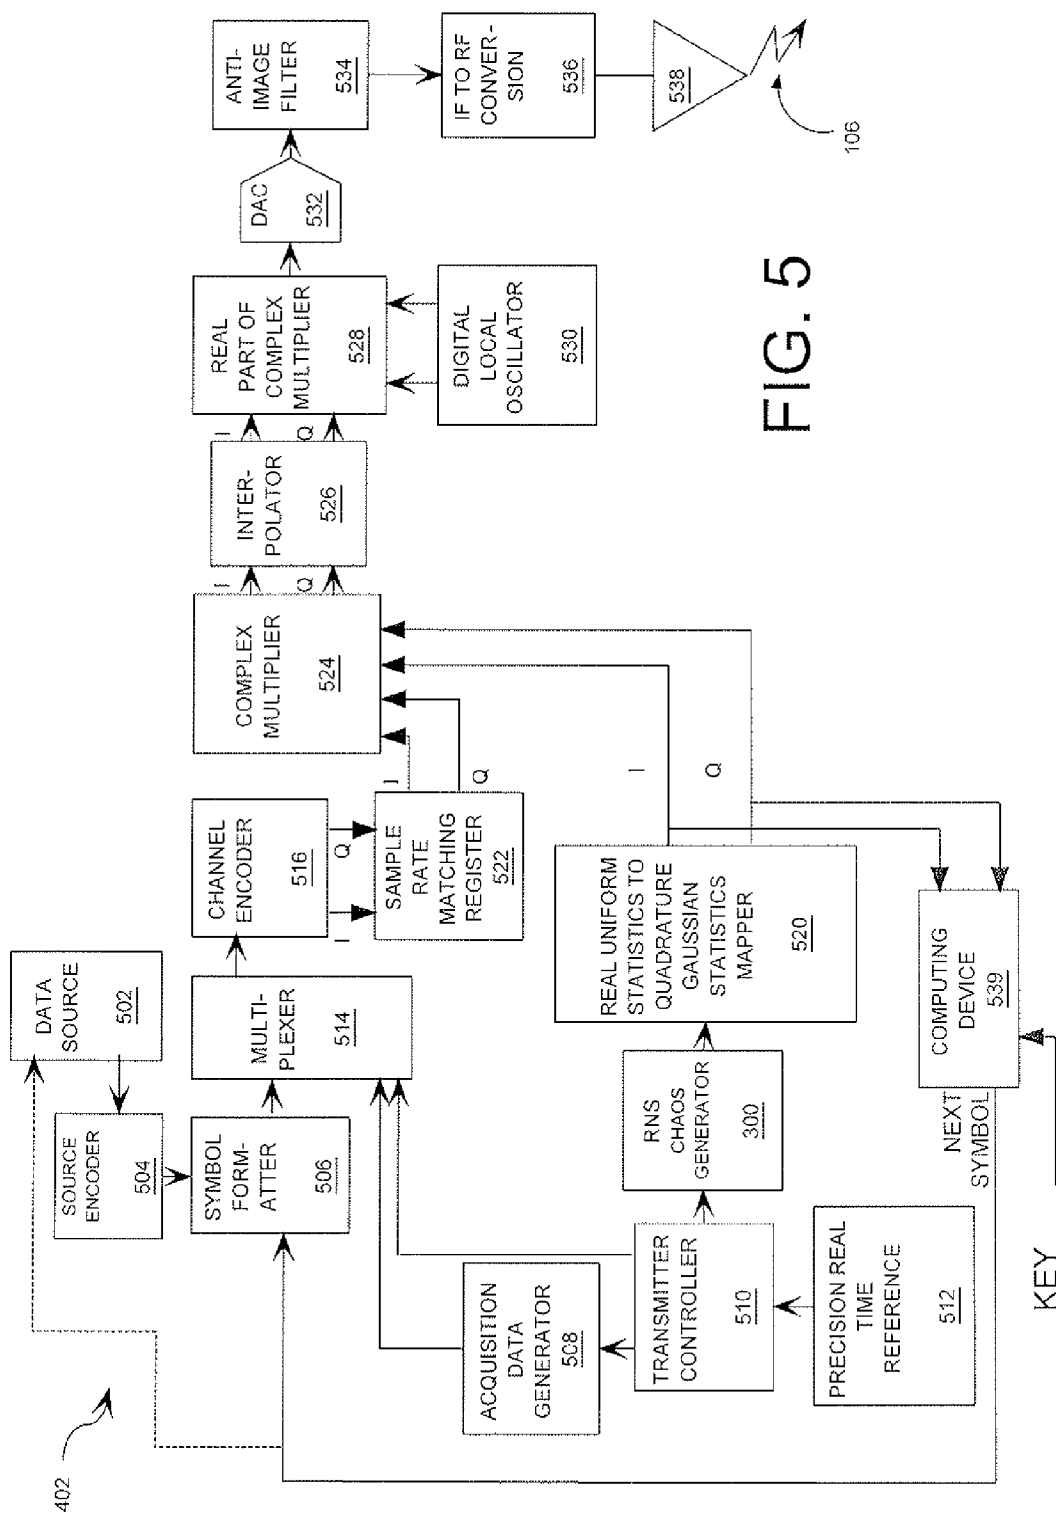 402
DATA
SOURCE
502
SOURCE
ENCODER
504
SYMBOL
FORM-
ATTER
506
MULTI-
PLEXER
514
CHANNEL
ENCODER
516
I
Q
SAMPLE
RATE
MATCHING
REGISTER
522
I
Q
COMPLEX
MULTIPLIER
524
I
Q
INTER-
POLATOR
526
I
Q
REAL
PART OF
COMPLEX
MULTIPLIER
528
DIGITAL
LOCAL
OSCILLATOR
530
DAC
532
ANTI-
IMAGE
FILTER
534
IF TO RF
CONVER-
SION
536
538
106
ACQUISITION
DATA
GENERATOR
508
TRANSMITTER
CONTROLLER
510
PRECISION REAL
TIME
REFERENCE
512
RNS
CHAOS
GENERATOR
300
REAL UNIFORM
STATISTICS TO
QUADRATURE
GAUSSIAN
STATISTICS
MAPPER
520
I
Q
COMPUTING
DEVICE
539
NEXT
SYMBOL
KEY
FIG. 5